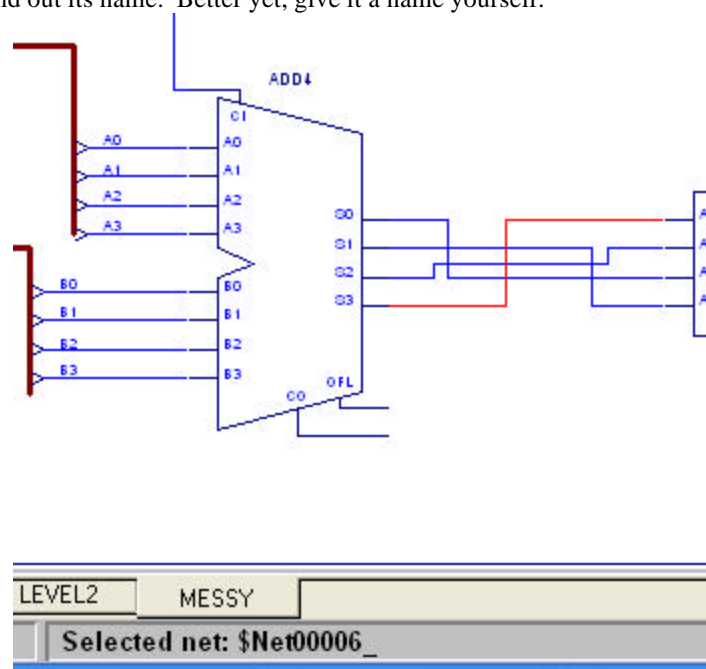 nd out its name. Better yet, give it a name yourself.
ADD4
CI
A0 A0
A1 A1
A2 A2
A3 A3
S0
S1
S2
S3
B0 B0
B1 B1
B2 B2
B3 B3
CO OFL
A
A
A
A
LEVEL2 MESSY
Selected net: $Net00006_